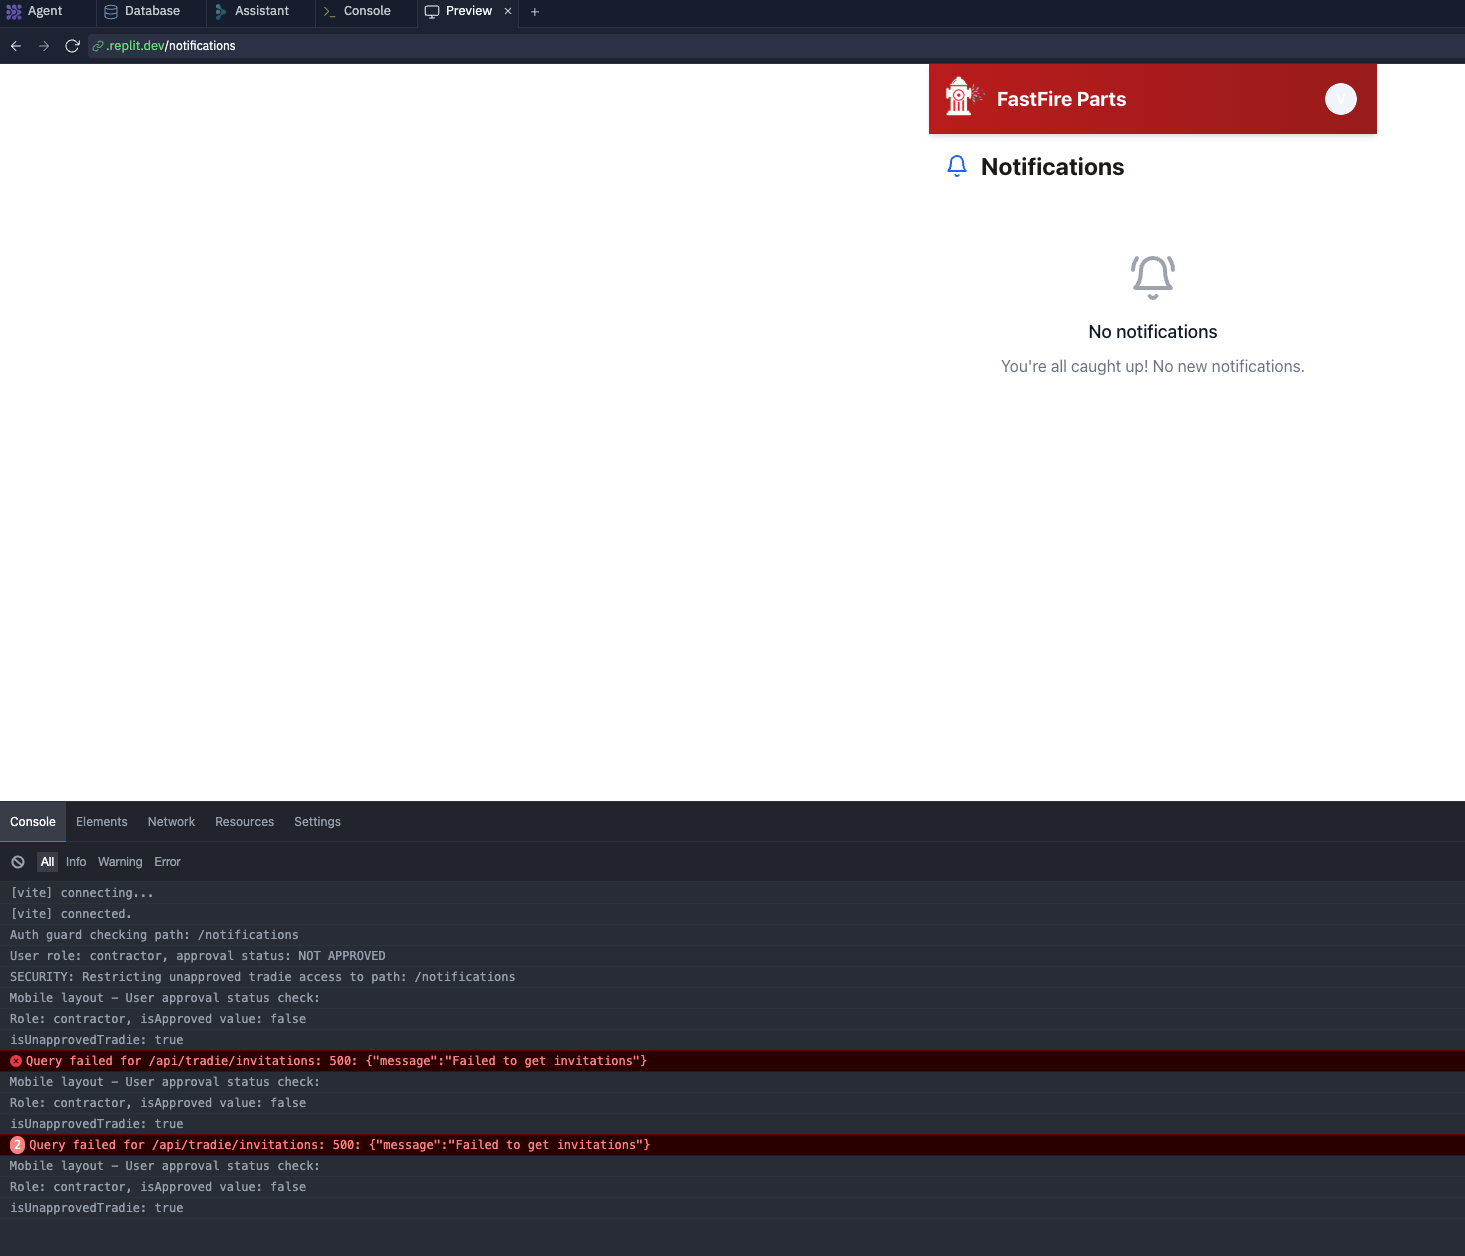 Agent
Database
Assistant
Console
Preview
.replit.dev/notifications
FastFire Parts
Notifications
No notifications
You're all caught up! No new notifications.
Console Elements Network Resources Settings
All Info Warning Error
[vite] connecting...
[vite] connected.
Auth guard checking path: /notifications
User role: contractor, approval status: NOT APPROVED
SECURITY: Restricting unapproved tradie access to path: /notifications
Mobile layout – User approval status check:
Role: contractor, isApproved value: false
isUnapprovedTradie: true
Query failed for /api/tradie/invitations: 500: {"message":"Failed to get invitations"}
Mobile layout – User approval status check:
Role: contractor, isApproved value: false
isUnapprovedTradie: true
2 Query failed for /api/tradie/invitations: 500: {"message":"Failed to get invitations"}
Mobile layout – User approval status check:
Role: contractor, isApproved value: false
isUnapprovedTradie: true